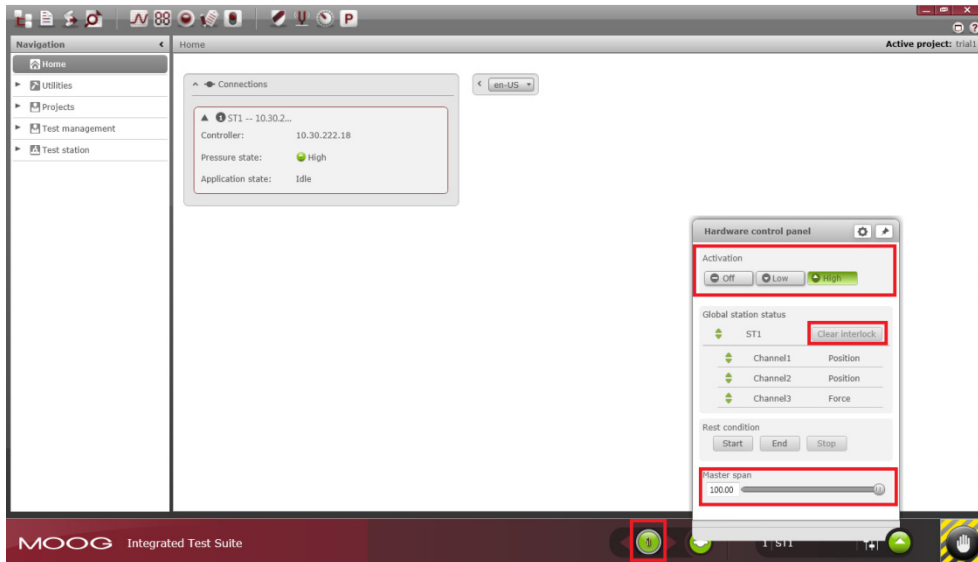 88
P
Navigation
Home
Active project: trial1
Home
Utilities
Projects
Test management
Test station
Connections
en-US
1 ST1 -- 10.30.2...
Controller: 10.30.222.18
Pressure state: High
Application state: Idle
Hardware control panel
Activation
Off Low High
Global station status
ST1 Clear interlock
Channel1 Position
Channel2 Position
Channel3 Force
Rest condition
Start End Stop
Master span
100.00
MOOG Integrated Test Suite
1
1 ST1